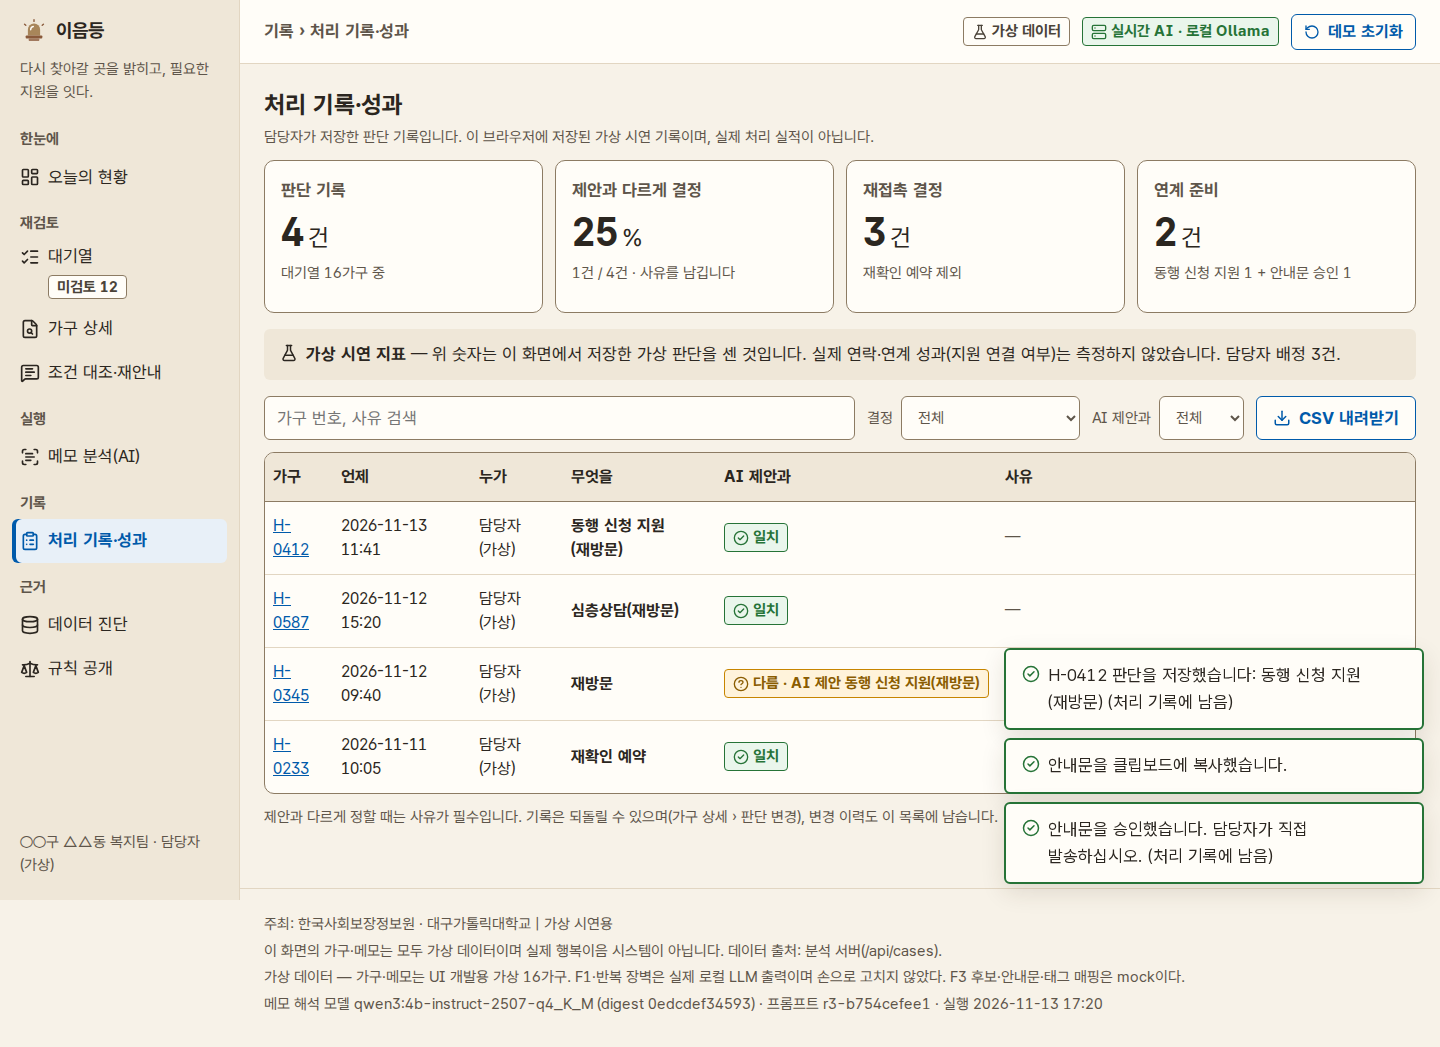 이음등
다시 찾아갈 곳을 밝히고, 필요한
지원을 잇다.
한눈에
오늘의 현황
재검토
대기열
미검토 12
가구 상세
조건 대조·재안내
실행
메모 분석(AI)
기록
처리 기록·성과
근거
데이터 진단
규칙 공개
○○구 △△동 복지팀 · 담당자
(가상)
기록 › 처리 기록·성과
가상 데이터
실시간 AI · 로컬 Ollama
데모 초기화
처리 기록·성과
담당자가 저장한 판단 기록입니다. 이 브라우저에 저장된 가상 시연 기록이며, 실제 처리 실적이 아닙니다.
판단 기록
4 건
대기열 16가구 중
제안과 다르게 결정
25 %
1건 / 4건 · 사유를 남깁니다
재접촉 결정
3 건
재확인 예약 제외
연계 준비
2 건
동행 신청 지원 1 + 안내문 승인 1
가상 시연 지표 — 위 숫자는 이 화면에서 저장한 가상 판단을 센 것입니다. 실제 연락·연계 성과(지원 연결 여부)는 측정하지 않았습니다. 담당자 배정 3건.
가구 번호, 사유 검색
결정 전체
AI 제안과 전체
CSV 내려받기
가구 언제 누가 무엇을 AI 제안과 사유
H-0412 2026-11-13 11:41 담당자 (가상) 동행 신청 지원 (재방문) 일치 —
H-0587 2026-11-12 15:20 담당자 (가상) 심층상담(재방문) 일치 —
H-0345 2026-11-12 09:40 담당자 (가상) 재방문 다름 · AI 제안 동행 신청 지원(재방문)
H-0233 2026-11-11 10:05 담당자 (가상) 재확인 예약 일치
제안과 다르게 정할 때는 사유가 필수입니다. 기록은 되돌릴 수 있으며(가구 상세 › 판단 변경), 변경 이력도 이 목록에 남습니다.
H-0412 판단을 저장했습니다: 동행 신청 지원
(재방문) (처리 기록에 남음)
안내문을 클립보드에 복사했습니다.
안내문을 승인했습니다. 담당자가 직접
발송하십시오. (처리 기록에 남음)
주최: 한국사회보장정보원 · 대구가톨릭대학교 | 가상 시연용
이 화면의 가구·메모는 모두 가상 데이터이며 실제 행복이음 시스템이 아닙니다. 데이터 출처: 분석 서버(/api/cases).
가상 데이터 — 가구·메모는 UI 개발용 가상 16가구. F1·반복 장벽은 실제 로컬 LLM 출력이며 손으로 고치지 않았다. F3 후보·안내문·태그 매핑은 mock이다.
메모 해석 모델 qwen3:4b-instruct-2507-q4_K_M (digest 0edcdef34593) · 프롬프트 r3-b754cefee1 · 실행 2026-11-13 17:20